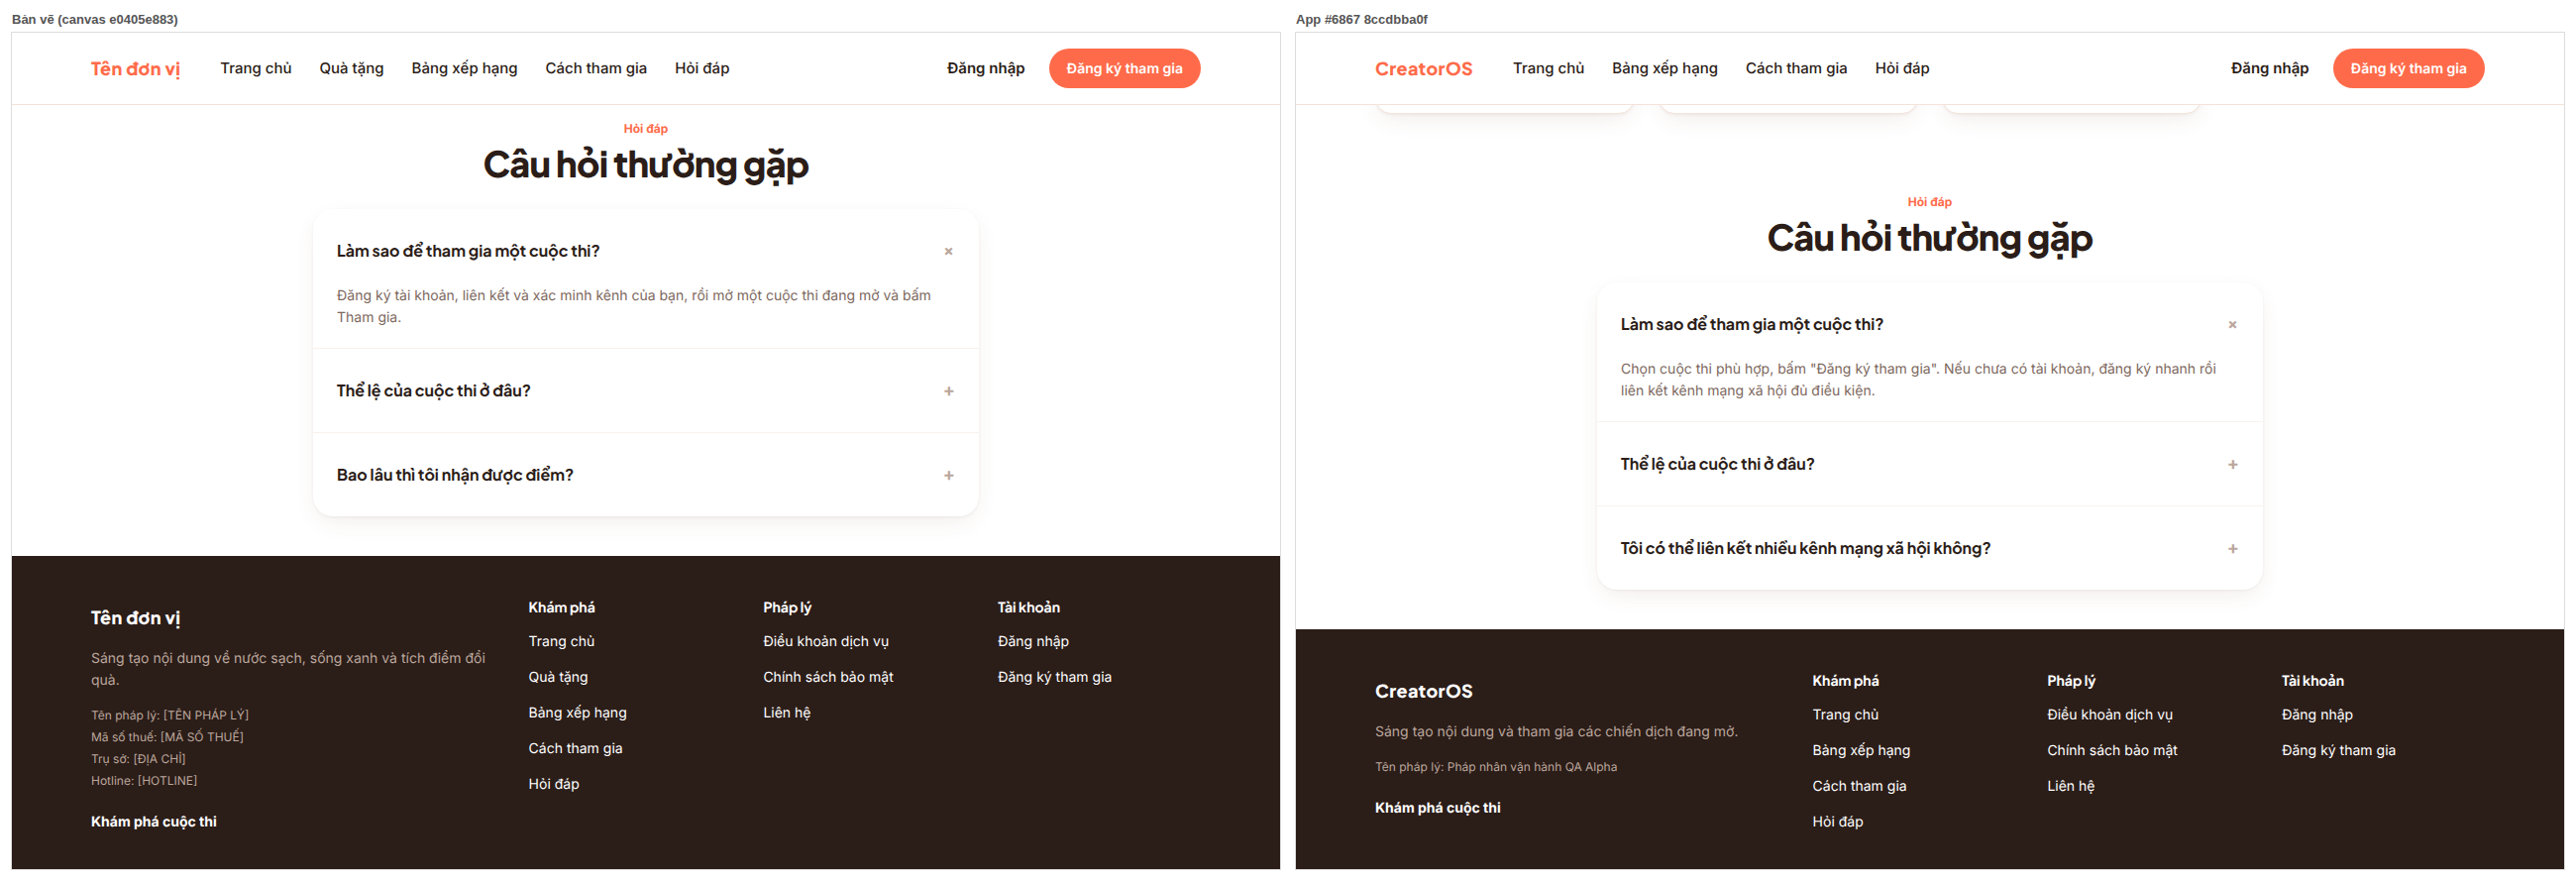 Bản vẽ (canvas e0405e883)
Tên đơn vị
Trang chủ
Quà tặng
Bảng xếp hạng
Cách tham gia
Hỏi đáp
Đăng nhập
Đăng ký tham gia
Hỏi đáp
Câu hỏi thường gặp
Làm sao để tham gia một cuộc thi?
Đăng ký tài khoản, liên kết và xác minh kênh của bạn, rồi mở một cuộc thi đang mở và bấm
Tham gia.
Thể lệ của cuộc thi ở đâu?
Bao lâu thì tôi nhận được điểm?
Tên đơn vị
Sáng tạo nội dung về nước sạch, sống xanh và tích điểm đổi
quà.
Tên pháp lý: [TÊN PHÁP LÝ]
Mã số thuế: [MÃ SỐ THUẾ]
Trụ sở: [ĐỊA CHỈ]
Hotline: [HOTLINE]
Khám phá cuộc thi
Khám phá
Trang chủ
Quà tặng
Bảng xếp hạng
Cách tham gia
Hỏi đáp
Pháp lý
Điều khoản dịch vụ
Chính sách bảo mật
Liên hệ
Tài khoản
Đăng nhập
Đăng ký tham gia
App #6867 8ccdbba0f
CreatorOS
Trang chủ
Bảng xếp hạng
Cách tham gia
Hỏi đáp
Đăng nhập
Đăng ký tham gia
Hỏi đáp
Câu hỏi thường gặp
Làm sao để tham gia một cuộc thi?
Chọn cuộc thi phù hợp, bấm "Đăng ký tham gia". Nếu chưa có tài khoản, đăng ký nhanh rồi
liên kết kênh mạng xã hội đủ điều kiện.
Thể lệ của cuộc thi ở đâu?
Tôi có thể liên kết nhiều kênh mạng xã hội không?
CreatorOS
Sáng tạo nội dung và tham gia các chiến dịch đang mở.
Tên pháp lý: Pháp nhân vận hành QA Alpha
Khám phá cuộc thi
Khám phá
Trang chủ
Bảng xếp hạng
Cách tham gia
Hỏi đáp
Pháp lý
Điều khoản dịch vụ
Chính sách bảo mật
Liên hệ
Tài khoản
Đăng nhập
Đăng ký tham gia